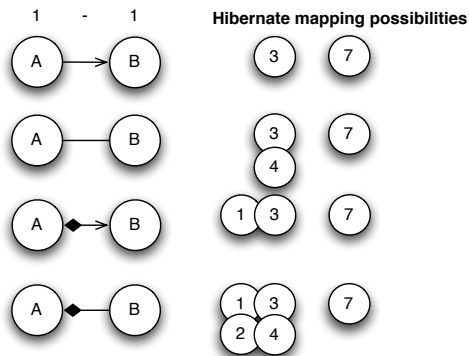 1 - 1 Hibernate mapping possibilities
A B 3 7
A B 3 7
4
A B 1 3 7
A B 1 3 7
2 4